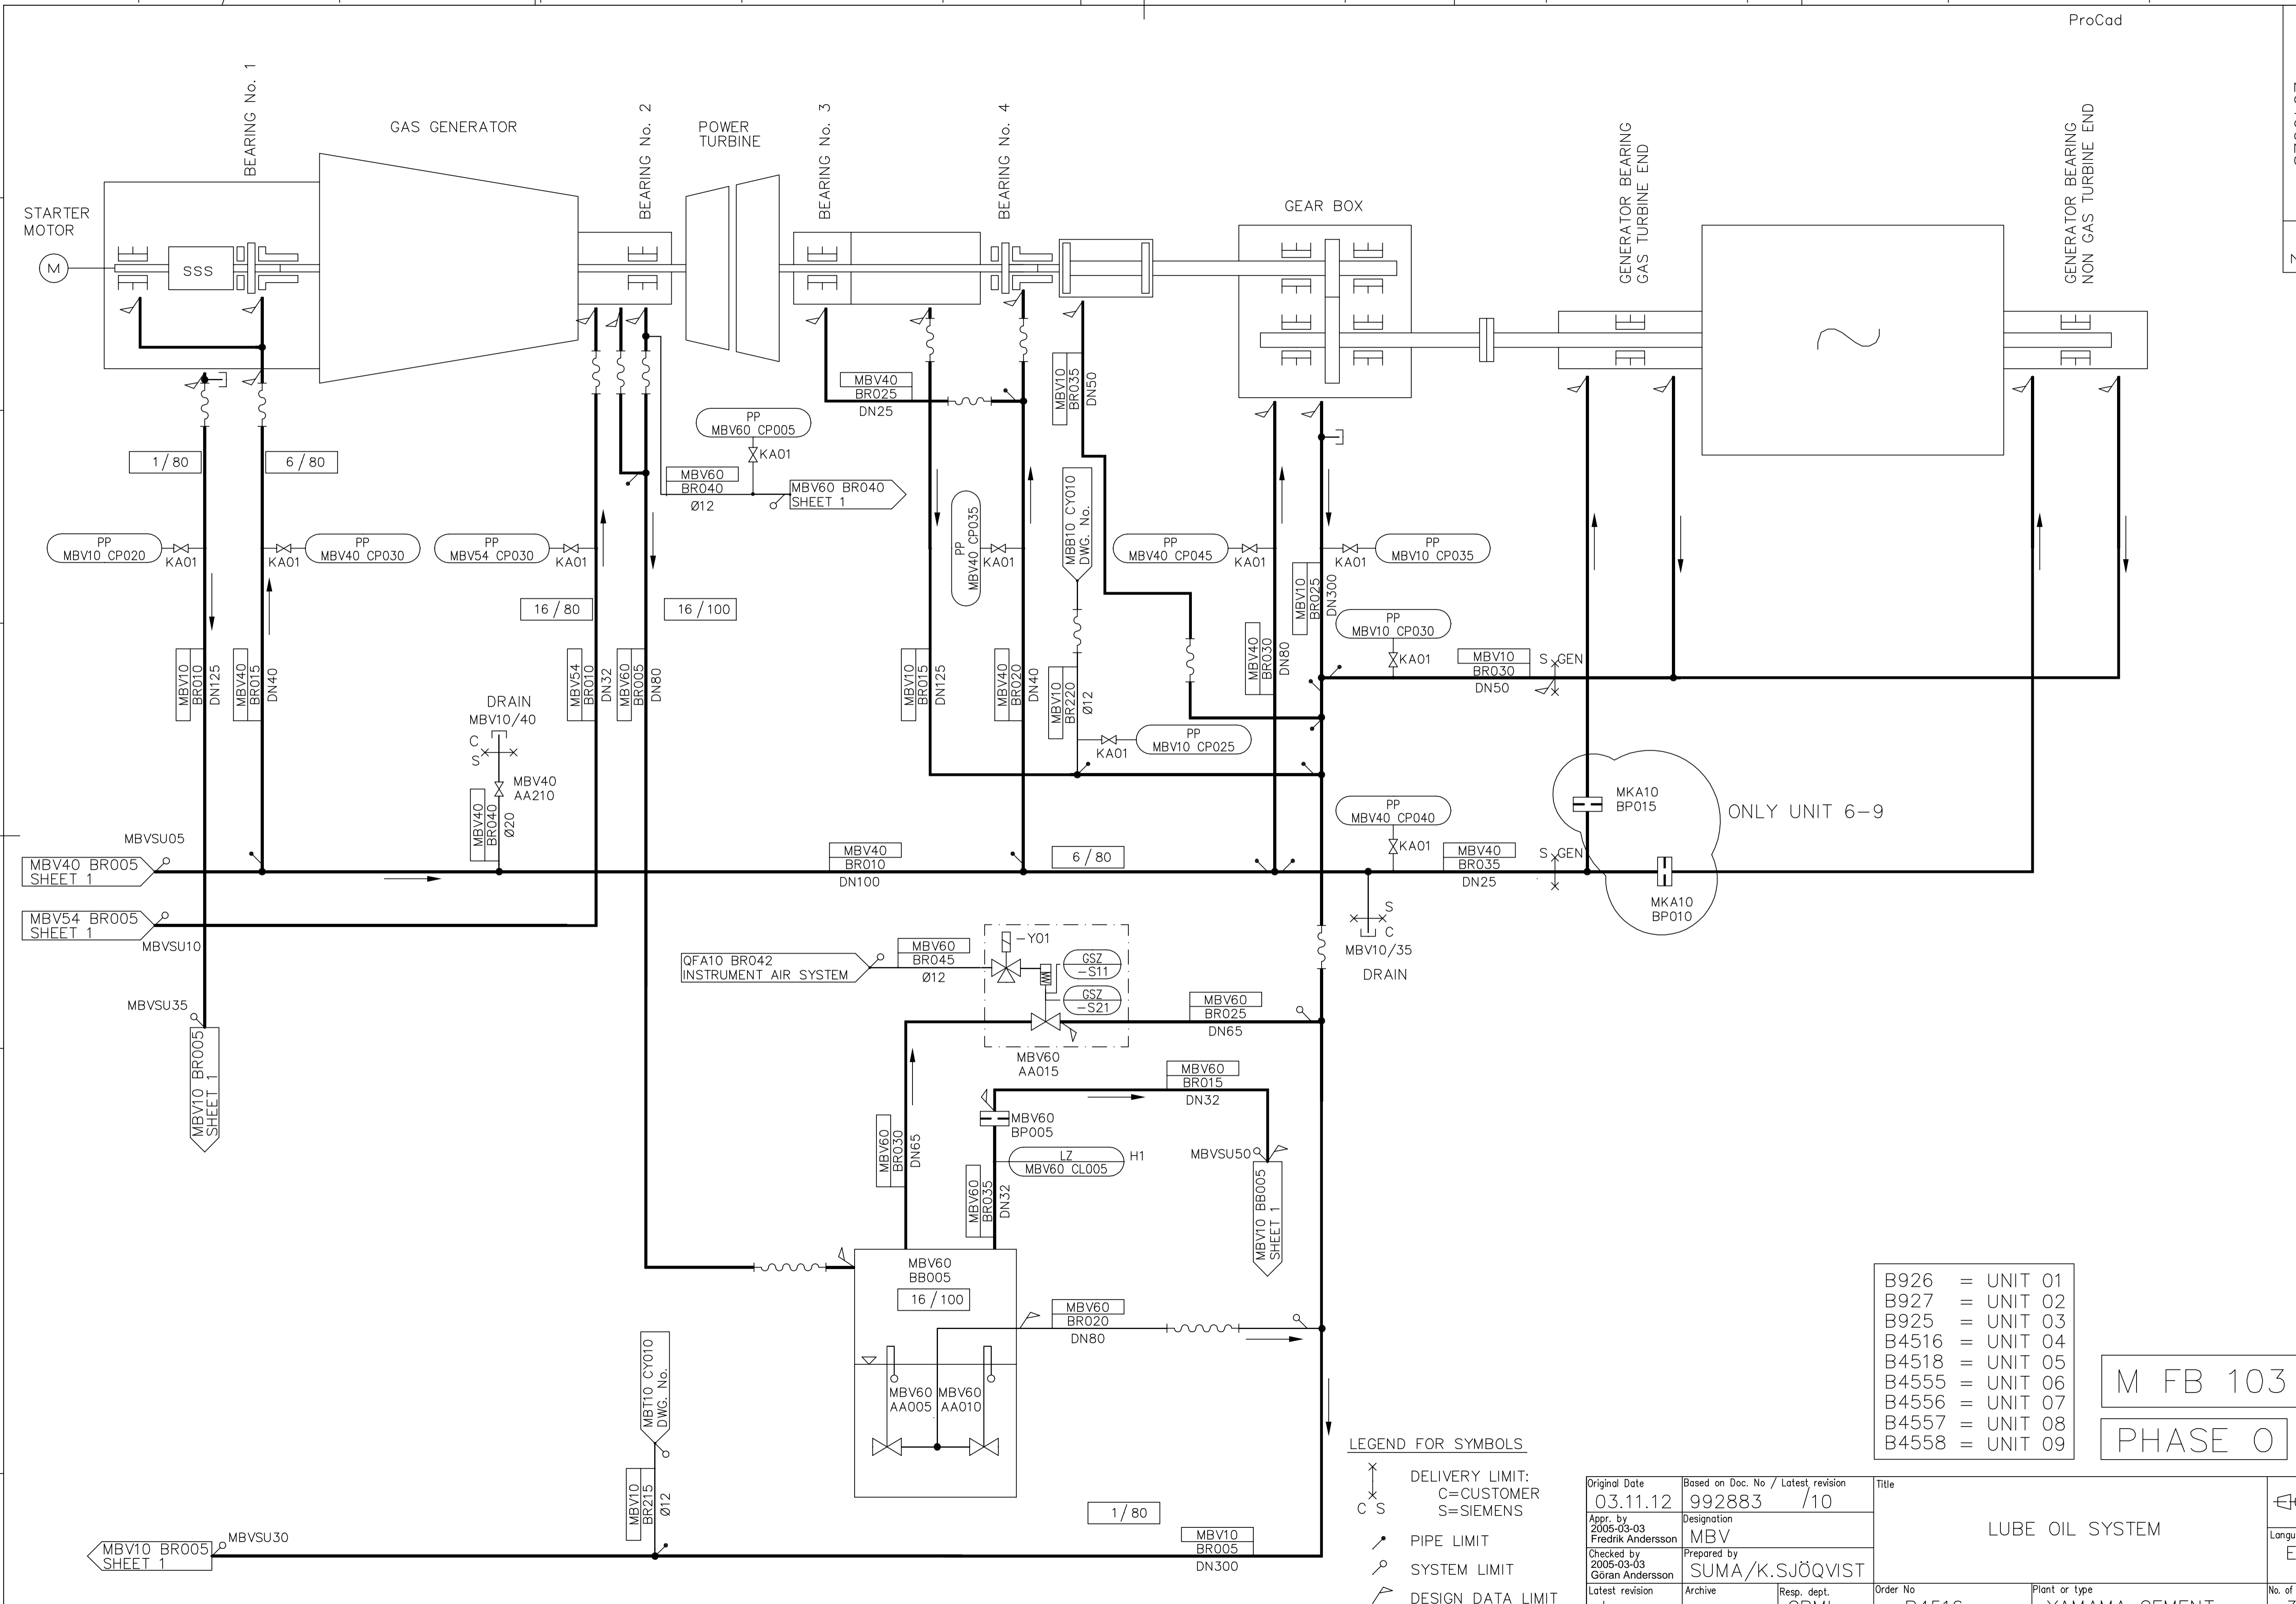 ProCad
BEARING No. 1
GAS GENERATOR
BEARING No. 2
POWER
TURBINE
BEARING No. 3
BEARING No. 4
GEAR BOX
GENERATOR BEARING
GAS TURBINE END
GENERATOR BEARING
NON GAS TURBINE END
STARTER
MOTOR
M
SSS
MBV40
BR025
DN25
MBV10
BR035
DN50
PP
MBV60 CP005
KA01
1 / 80
6 / 80
MBV60
BR040
Ø12
MBV60 BR040
SHEET 1
PP
MBV40 CP035
KA01
MBB10 CY010
DWG. No.
PP
MBV10 CP020
KA01
KA01
PP
MBV40 CP030
PP
MBV54 CP030
KA01
PP
MBV40 CP045
KA01
KA01
PP
MBV10 CP035
16 / 80
16 / 100
MBV10
BR025
DN300
PP
MBV10 CP030
KA01
MBV10
BR010
DN125
MBV40
BR015
DN40
MBV54
BR010
DN32
MBV60
BR005
DN80
MBV10
BR015
DN125
MBV40
BR020
DN40
MBV10
BR220
Ø12
MBV40
BR030
DN80
MBV10
BR030
DN50
S GEN
DRAIN
MBV10/40
C
S
MBV40
AA210
MBV40
BR040
Ø20
KA01
PP
MBV10 CP025
MKA10
BP015
ONLY UNIT 6-9
PP
MBV40 CP040
KA01
MBVSU05
MBV40 BR005
SHEET 1
MBV40
BR010
DN100
6 / 80
MBV40
BR035
DN25
S GEN
MKA10
BP010
MBV54 BR005
SHEET 1
MBVSU10
S
C
MBV10/35
DRAIN
QFA10 BR042
INSTRUMENT AIR SYSTEM
MBV60
BR045
Ø12
-Y01
GSZ
-S11
GSZ
-S21
MBV60
AA015
MBV60
BR025
DN65
MBVSU35
MBV10 BR005
SHEET 1
MBV60
BR015
DN32
MBV60
BP005
MBV60
BR030
DN65
LZ
MBV60 CL005
H1
MBV60
BR035
DN32
MBVSU50
MBV10 BB005
SHEET 1
MBV60
BB005
16 / 100
MBV60
BR020
DN80
MBV60
AA005
MBV60
AA010
MBT10 CY010
DWG. No.
MBV10
BR215
Ø12
1 / 80
MBV10
BR005
DN300
MBVSU30
MBV10 BR005
SHEET 1
B926 = UNIT 01
B927 = UNIT 02
B925 = UNIT 03
B4516 = UNIT 04
B4518 = UNIT 05
B4555 = UNIT 06
B4556 = UNIT 07
B4557 = UNIT 08
B4558 = UNIT 09
M FB 103
PHASE 0
LEGEND FOR SYMBOLS
DELIVERY LIMIT:
C=CUSTOMER
S=SIEMENS
C S
PIPE LIMIT
SYSTEM LIMIT
DESIGN DATA LIMIT
Original Date
03.11.12
Based on Doc. No / Latest revision
992883 /10
Title
LUBE OIL SYSTEM
Appr. by
2005-03-03
Fredrik Andersson
Designation
MBV
Checked by
2005-03-03
Göran Andersson
Prepared by
SUMA/K.SJÖQVIST
Latest revision
Archive
Resp. dept.
Order No
Plant or type
No. of